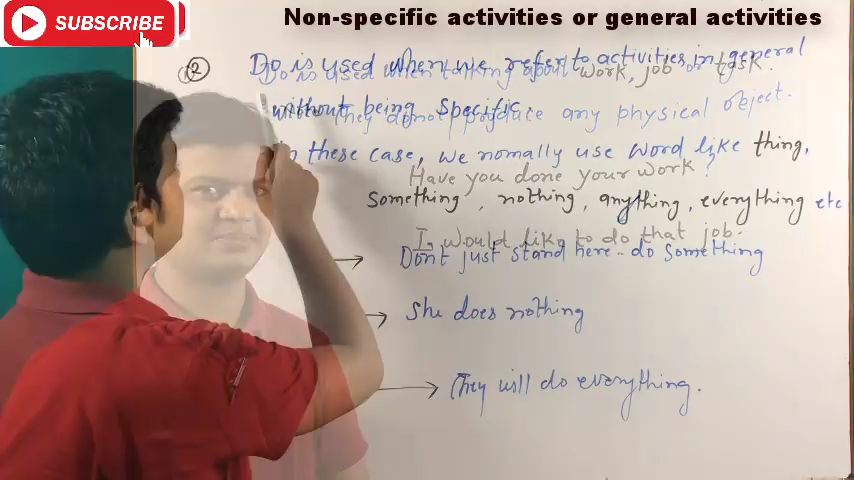 SUBSCRIBE
Non-specific activities or general activities
2
Do is used when we refer to activities in general
Do is used when talking about work, job or task.
without being specific.
they do not produce any physical object.
these case, we nomally use word like thing,
Have you done your work?
something, nothing, anything, everything etc
I would like to do that job.
Don't just stand here.. do something
She does nothing
They will do everything.